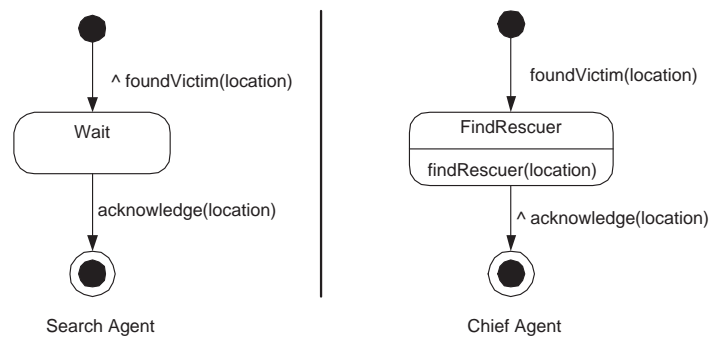 ^ foundVictim(location)
Wait
acknowledge(location)
Search Agent
foundVictim(location)
FindRescuer
findRescuer(location)
^ acknowledge(location)
Chief Agent